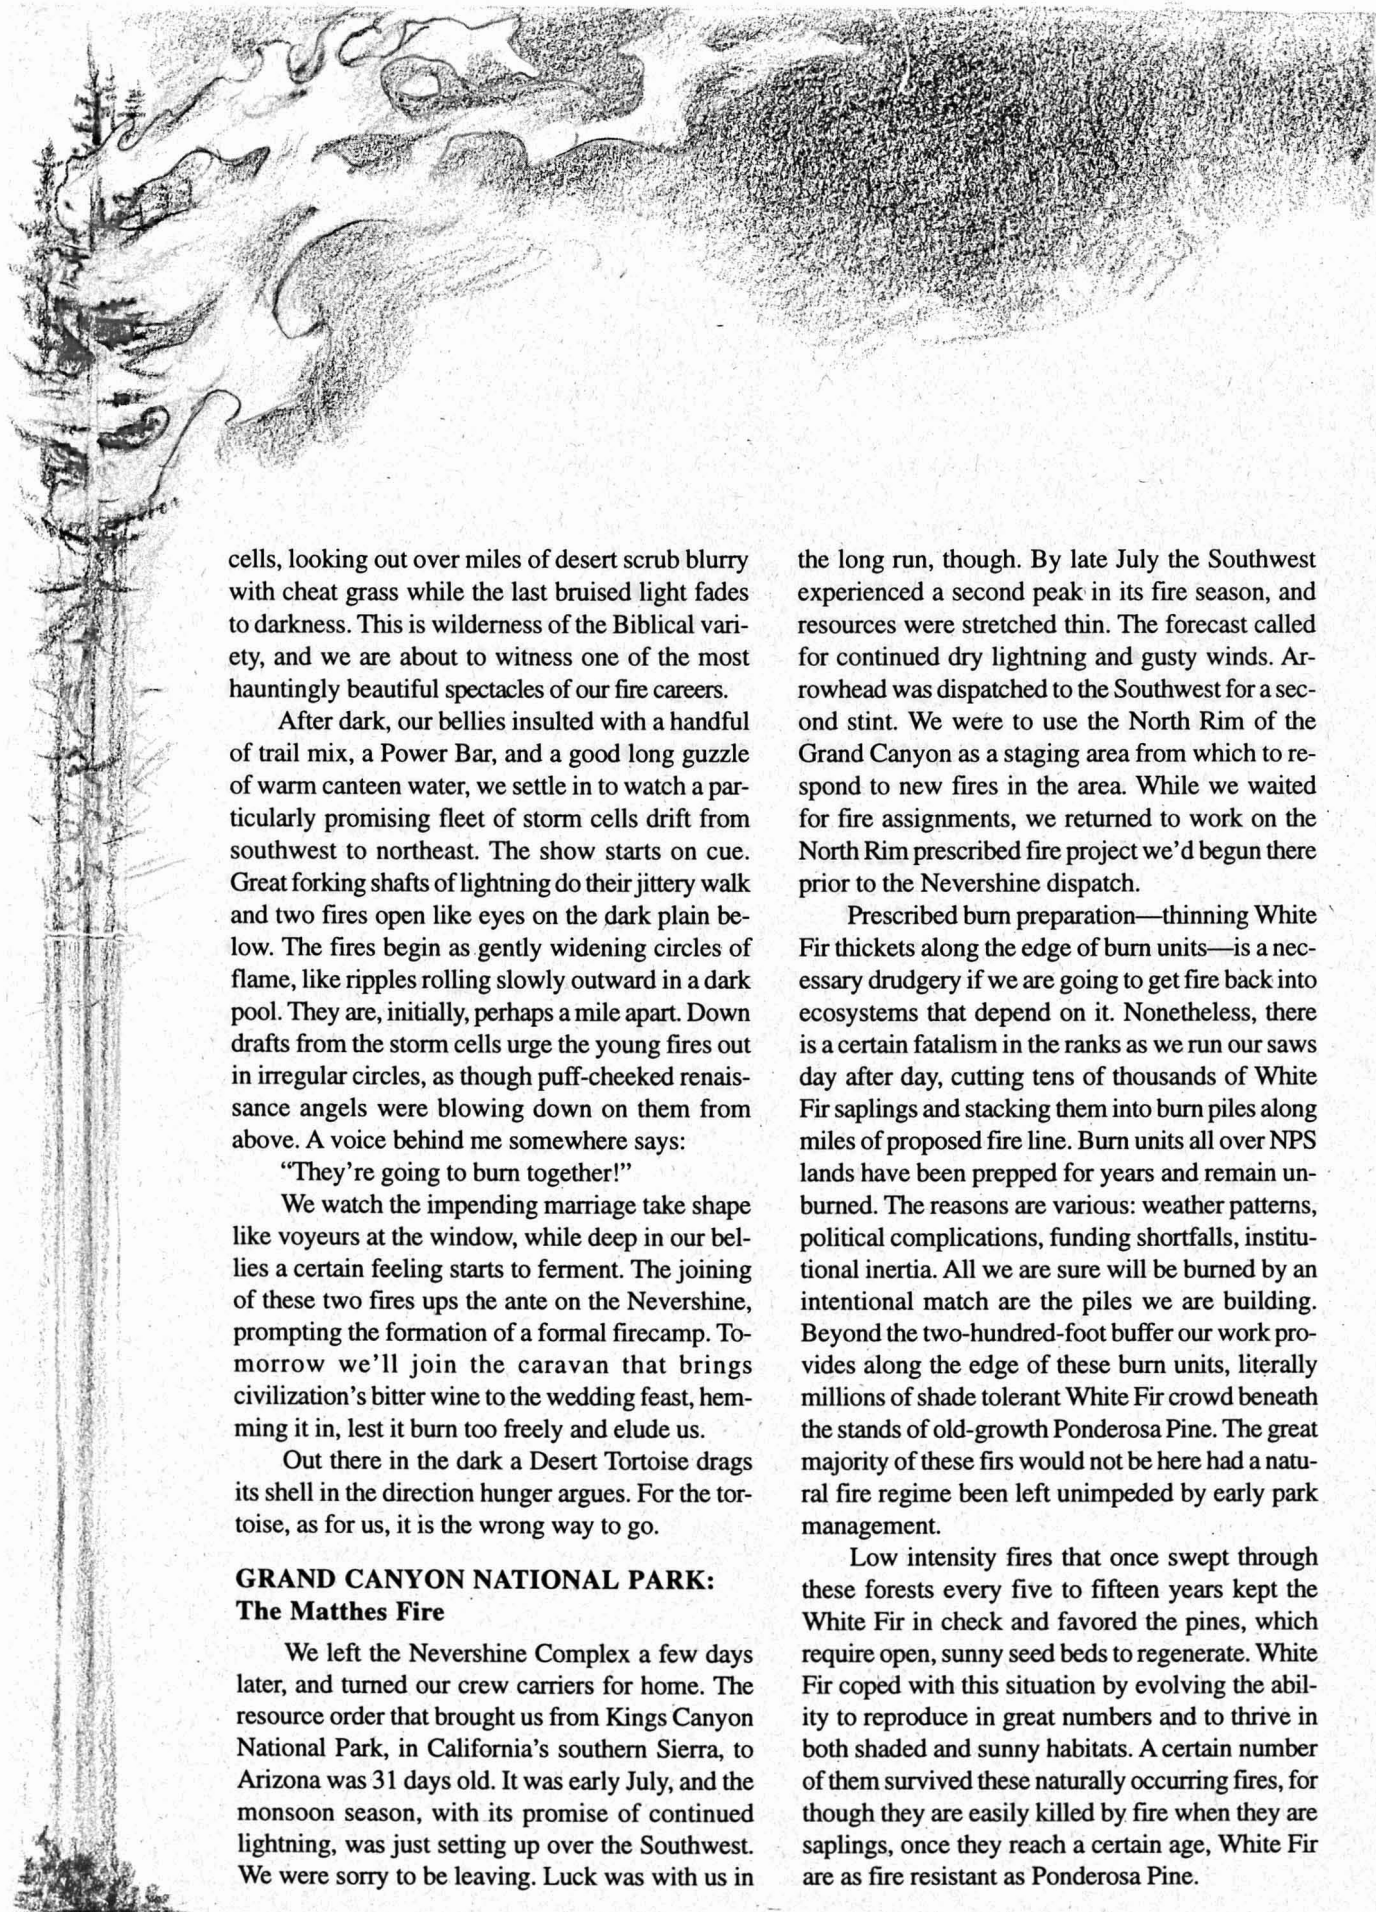 cells, looking out over miles of desert scrub blurry
with cheat grass while the last bruised light fades
to darkness. This is wilderness of the Biblical vari-
ety, and we are about to witness one of the most
hauntingly beautiful spectacles of our fire careers.
After dark, our bellies insulted with a handful
of trail mix, a Power Bar, and a good long guzzle
of warm canteen water, we settle in to watch a par-
ticularly promising fleet of storm cells drift from
southwest to northeast. The show starts on cue.
Great forking shafts of lightning do their jittery walk
and two fires open like eyes on the dark plain be-
low. The fires begin as gently widening circles of
flame, like ripples rolling slowly outward in a dark
pool. They are, initially, perhaps a mile apart. Down
drafts from the storm cells urge the young fires out
in irregular circles, as though puff-cheeked renais-
sance angels were blowing down on them from
above. A voice behind me somewhere says:
"They're going to burn together!"
We watch the impending marriage take shape
like voyeurs at the window, while deep in our bel-
lies a certain feeling starts to ferment. The joining
of these two fires ups the ante on the Nevershine,
prompting the formation of a formal firecamp. To-
morrow we'll join the caravan that brings
civilization's bitter wine to the wedding feast, hem-
ming it in, lest it burn too freely and elude us.
Out there in the dark a Desert Tortoise drags
its shell in the direction hunger argues. For the tor-
toise, as for us, it is the wrong way to go.
GRAND CANYON NATIONAL PARK:
The Matthes Fire
We left the Nevershine Complex a few days
later, and turned our crew carriers for home. The
resource order that brought us from Kings Canyon
National Park, in California's southern Sierra, to
Arizona was 31 days old. It was early July, and the
monsoon season, with its promise of continued
lightning, was just setting up over the Southwest.
We were sorry to be leaving. Luck was with us in
the long run, though. By late July the Southwest
experienced a second peak in its fire season, and
resources were stretched thin. The forecast called
for continued dry lightning and gusty winds. Ar-
rowhead was dispatched to the Southwest for a sec-
ond stint. We were to use the North Rim of the
Grand Canyon as a staging area from which to re-
spond to new fires in the area. While we waited
for fire assignments, we returned to work on the
North Rim prescribed fire project we'd begun there
prior to the Nevershine dispatch.
Prescribed burn preparation—thinning White
Fir thickets along the edge of burn units—is a nec-
essary drudgery if we are going to get fire back into
ecosystems that depend on it. Nonetheless, there
is a certain fatalism in the ranks as we run our saws
day after day, cutting tens of thousands of White
Fir saplings and stacking them into burn piles along
miles of proposed fire line. Burn units all over NPS
lands have been prepped for years and remain un-
burned. The reasons are various: weather patterns,
political complications, funding shortfalls, institu-
tional inertia. All we are sure will be burned by an
intentional match are the piles we are building.
Beyond the two-hundred-foot buffer our work pro-
vides along the edge of these burn units, literally
millions of shade tolerant White Fir crowd beneath
the stands of old-growth Ponderosa Pine. The great
majority of these firs would not be here had a natu-
ral fire regime been left unimpeded by early park
management.
Low intensity fires that once swept through
these forests every five to fifteen years kept the
White Fir in check and favored the pines, which
require open, sunny seed beds to regenerate. White
Fir coped with this situation by evolving the abil-
ity to reproduce in great numbers and to thrive in
both shaded and sunny habitats. A certain number
of them survived these naturally occurring fires, for
though they are easily killed by fire when they are
saplings, once they reach a certain age, White Fir
are as fire resistant as Ponderosa Pine.